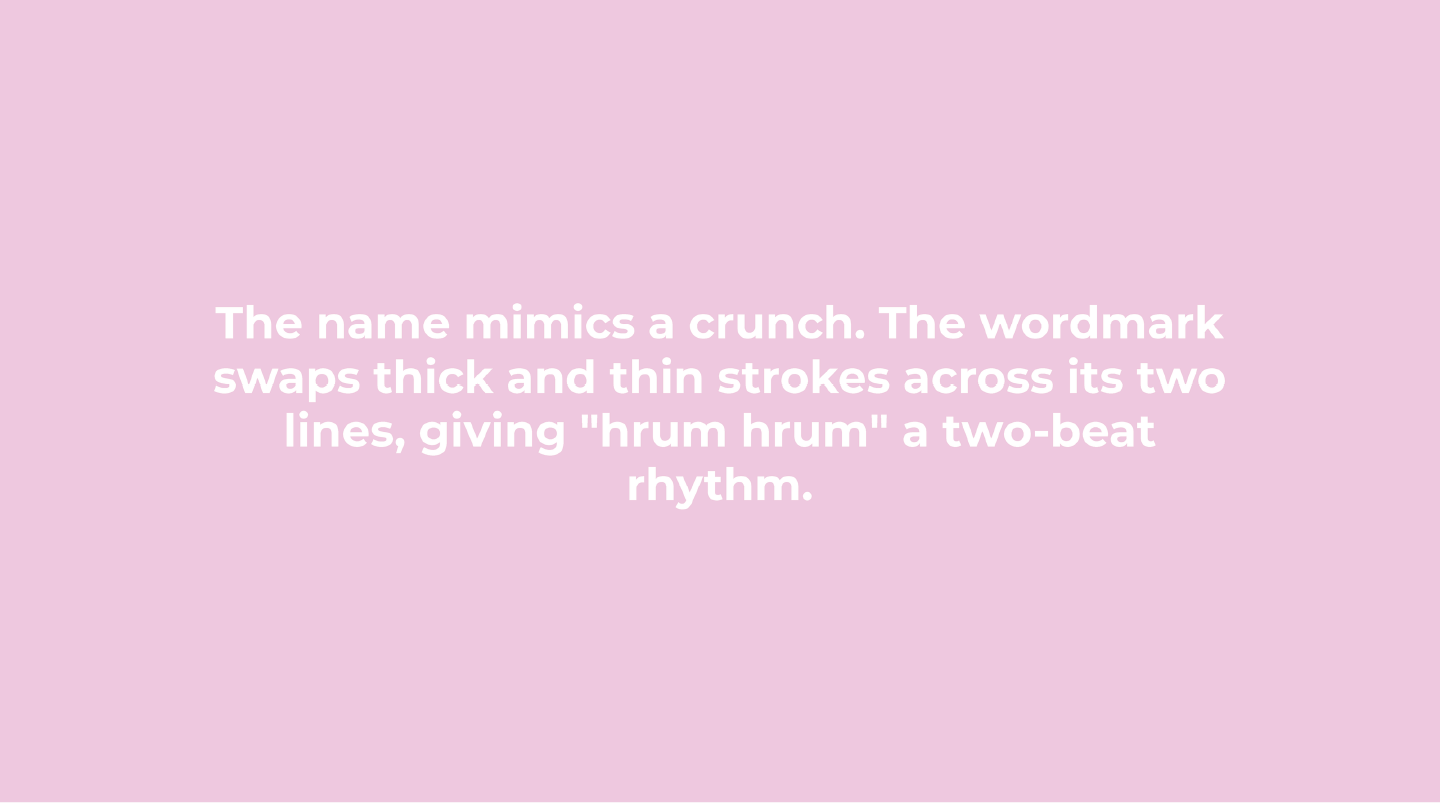 The name mimics a crunch. The wordmark
swaps thick and thin strokes across its two
lines, giving "hrum hrum" a two-beat
rhythm.